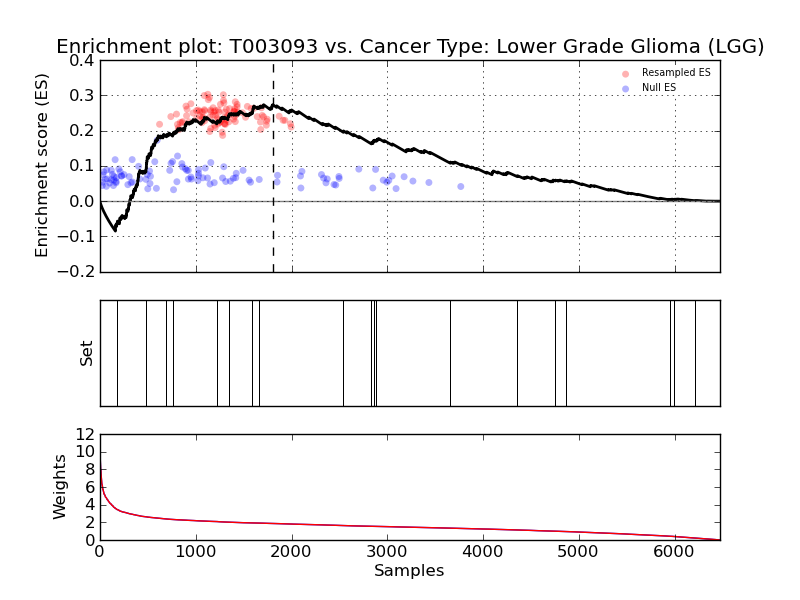 Enrichment plot: T003093 vs. Cancer Type: Lower Grade Glioma (LGG)
0.4
0.3
0.2
0.1
0.0
−0.1
−0.2
Enrichment score (ES)
Resampled ES
Null ES
Set
12
10
8
6
4
2
0
Weights
0 1000 2000 3000 4000 5000 6000
Samples